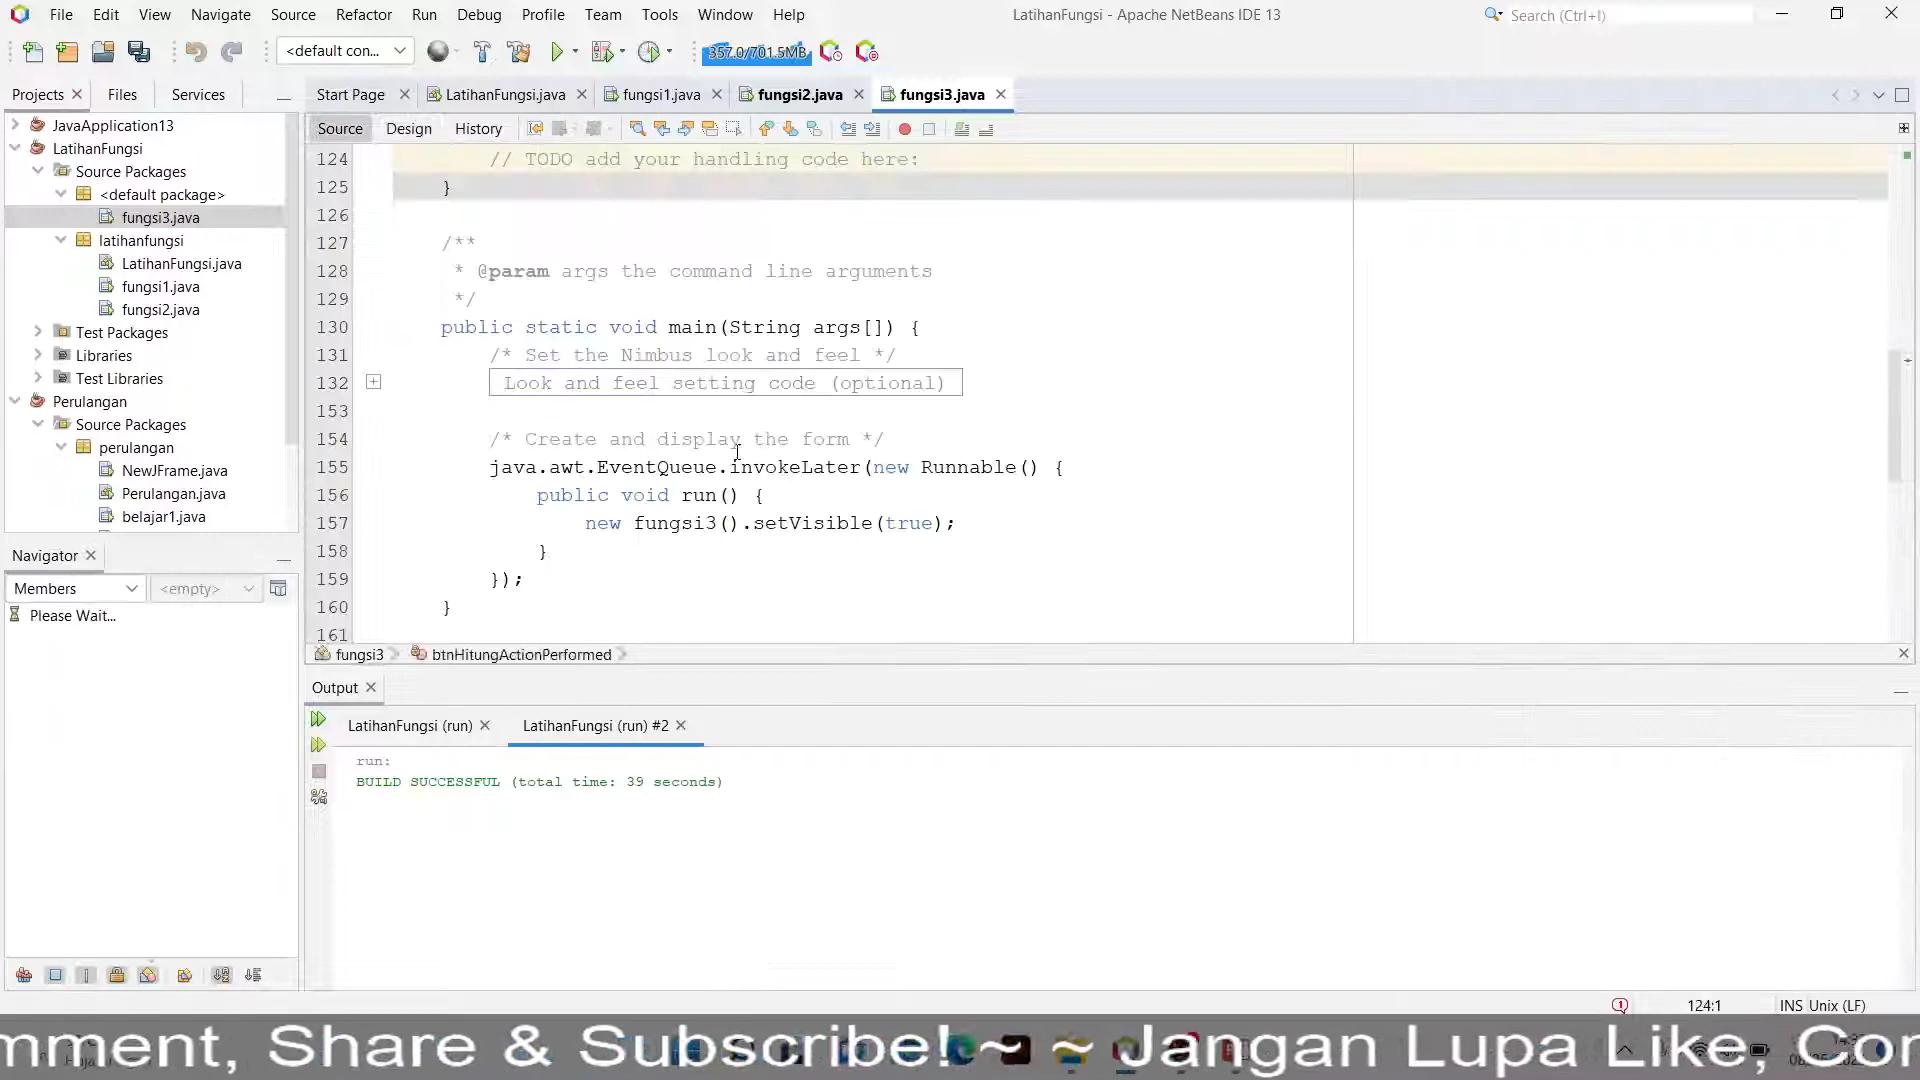 File Edit View Navigate Source Refactor Run Debug Profile Team Tools Window Help
LatihanFungsi - Apache NetBeans IDE 13
Search (Ctrl+I)
<default con...
357.0/701.5MB
Projects
Files
Services
Start Page
LatihanFungsi.java
fungsi1.java
fungsi2.java
fungsi3.java
Source
Design
History
JavaApplication13
LatihanFungsi
Source Packages
<default package>
fungsi3.java
latihanfungsi
LatihanFungsi.java
fungsi1.java
fungsi2.java
Test Packages
Libraries
Test Libraries
Perulangan
Source Packages
perulangan
NewJFrame.java
Perulangan.java
belajar1.java
Navigator
Members
<empty>
Please Wait...
124 // TODO add your handling code here:
125 }
126
127 /**
128 * @param args the command line arguments
129 */
130 public static void main(String args[]) {
131 /* Set the Nimbus look and feel */
132 Look and feel setting code (optional)
153
154 /* Create and display the form */
155 java.awt.EventQueue.invokeLater(new Runnable() {
156 public void run() {
157 new fungsi3().setVisible(true);
158 }
159 });
160 }
161
fungsi3
btnHitungActionPerformed
Output
LatihanFungsi (run)
LatihanFungsi (run) #2
run:
BUILD SUCCESSFUL (total time: 39 seconds)
124:1
INS Unix (LF)
mment, Share & Subscribe! ~ ~ Jangan Lupa Like, Con